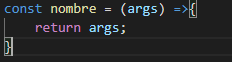 const nombre = (args) =>{
    return args;
}